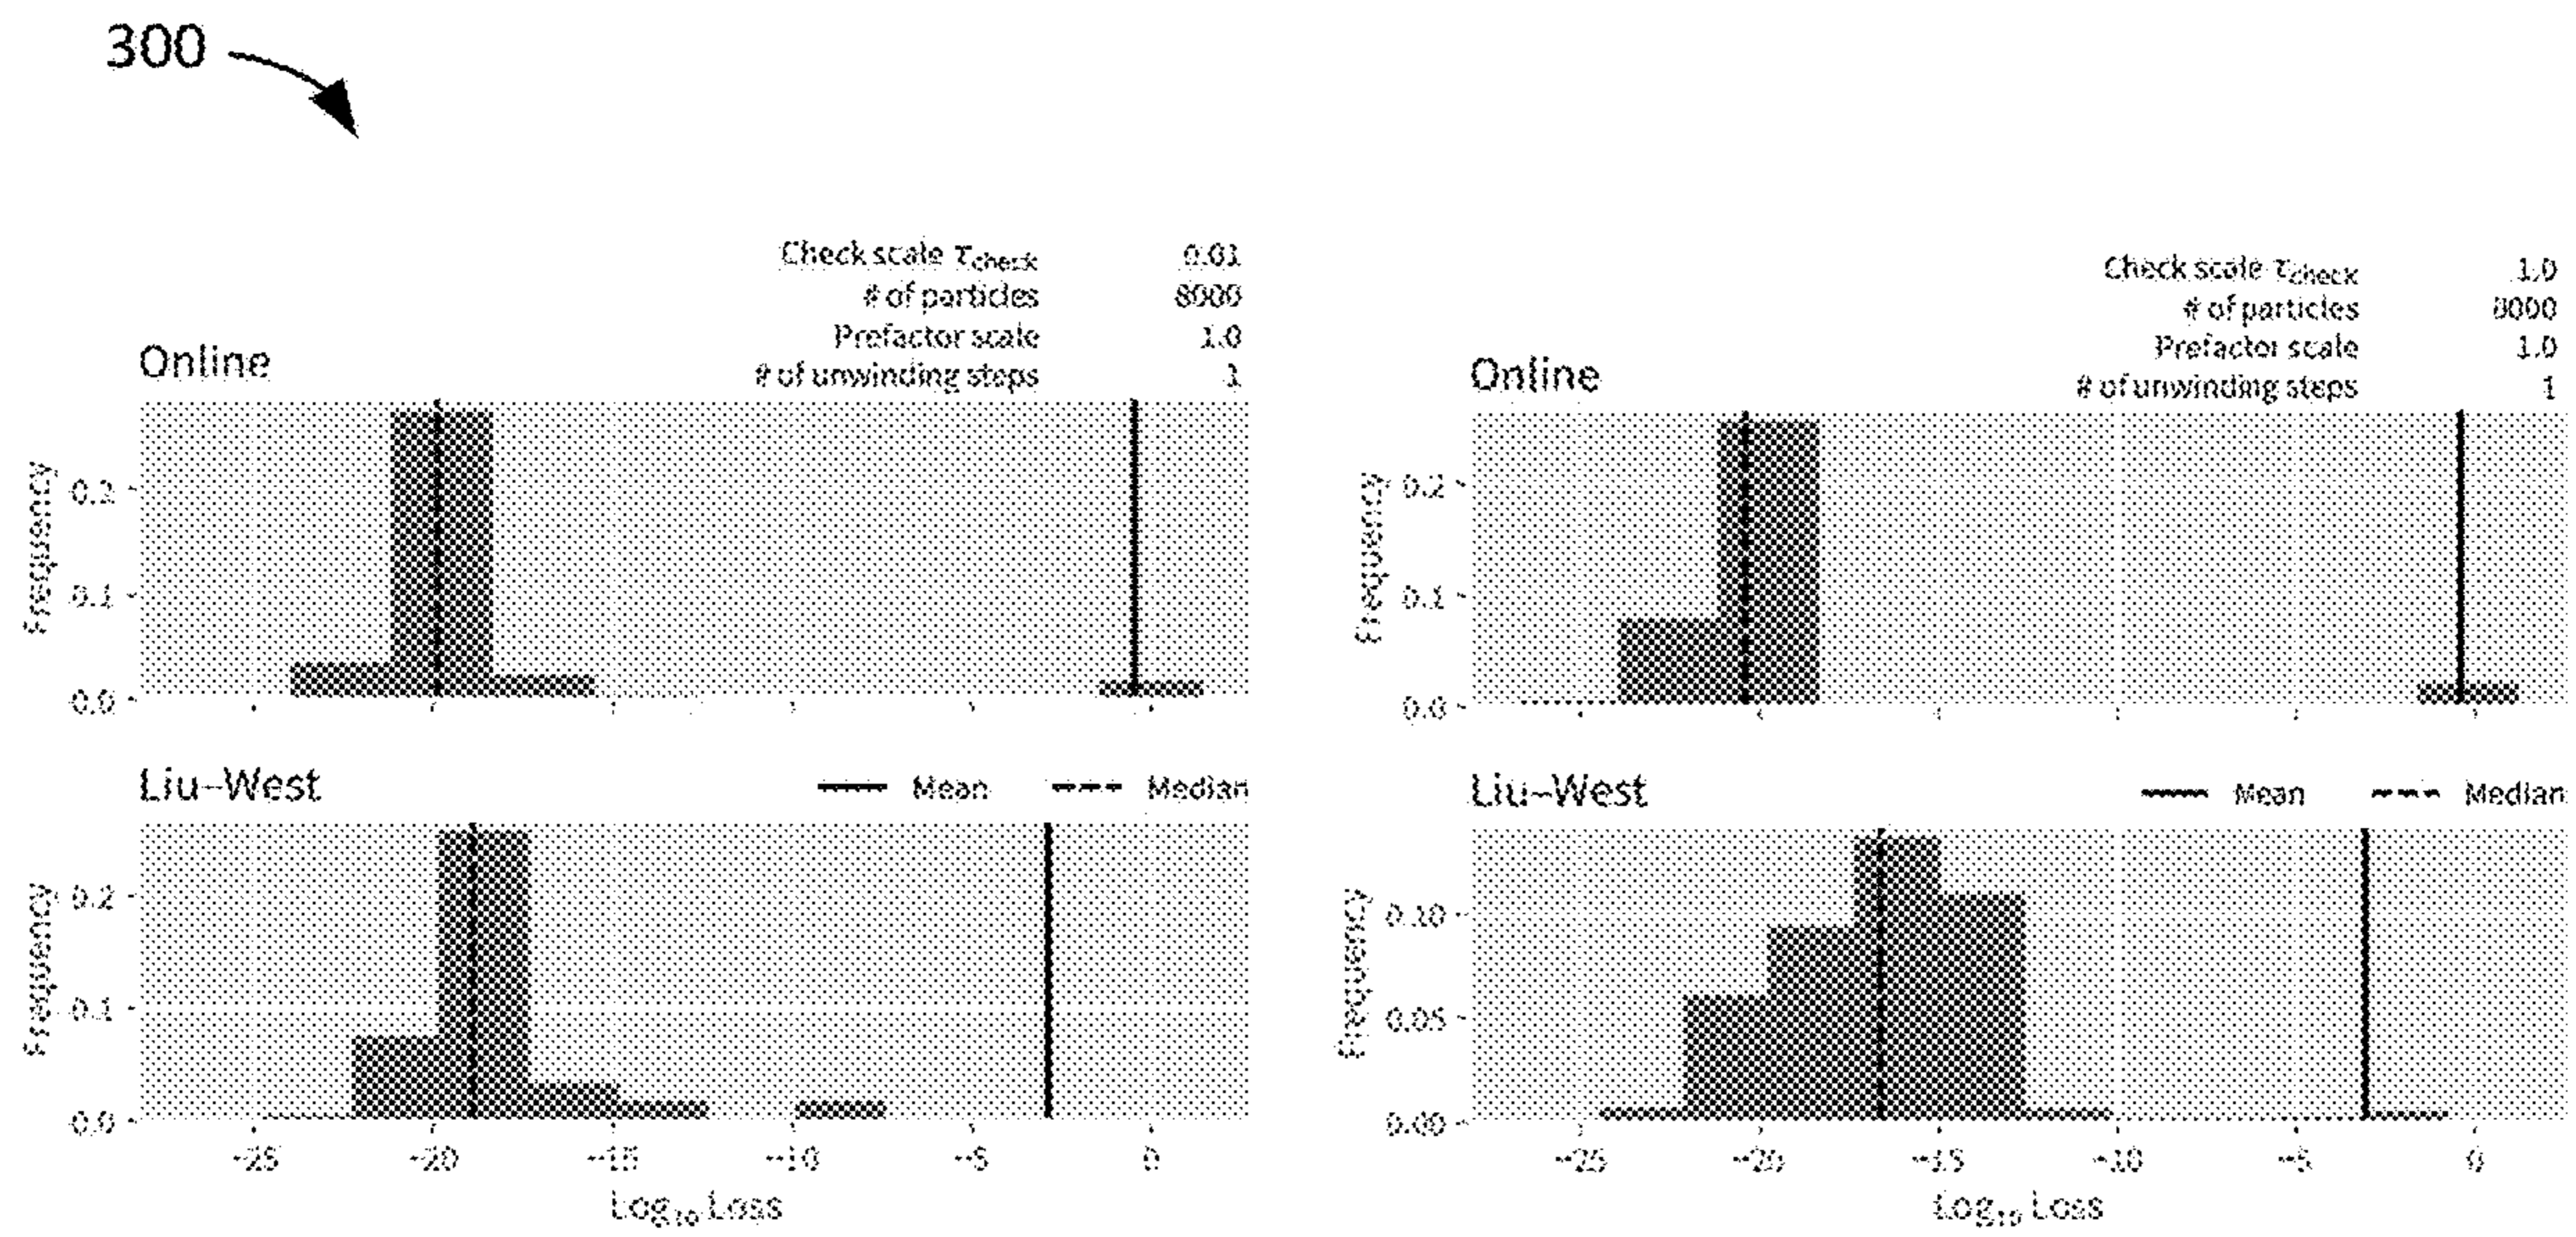 300
Check scale τcheck 0.01
# of particles 8000
Prefactor scale 1.0
# of unwinding steps 1
Online
Frequency
0.2
0.1
0.0
Liu–West
Mean Median
Frequency
0.2
0.1
0.0
-25 -20 -15 -10 -5 0
Log10 Loss
Check scale τcheck 1.0
# of particles
Prefactor scale 1.0
# of unwinding steps 1
Online
Frequency
0.2
0.1
0.0
Liu–West
Mean Median
Frequency
0.10
0.05
0.00
-25 -20 -15 -10 -5 0
Log10 Loss